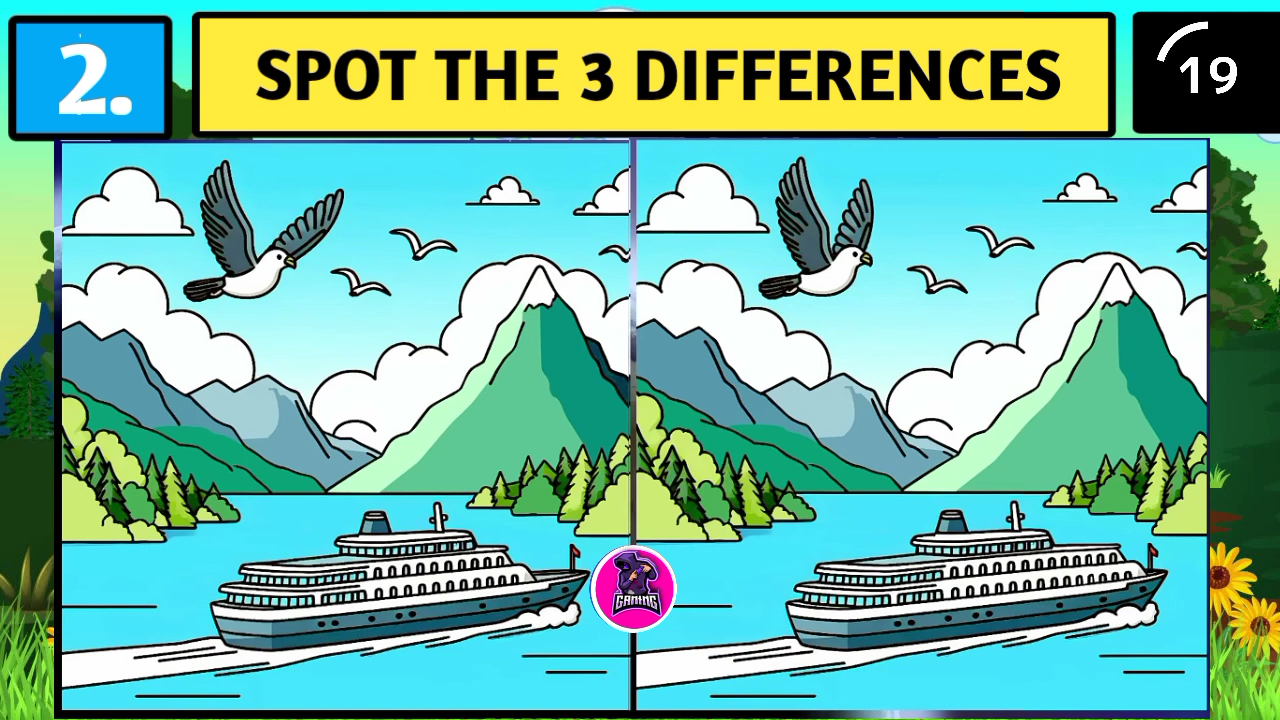 2.
SPOT THE 3 DIFFERENCES
19
GAMING